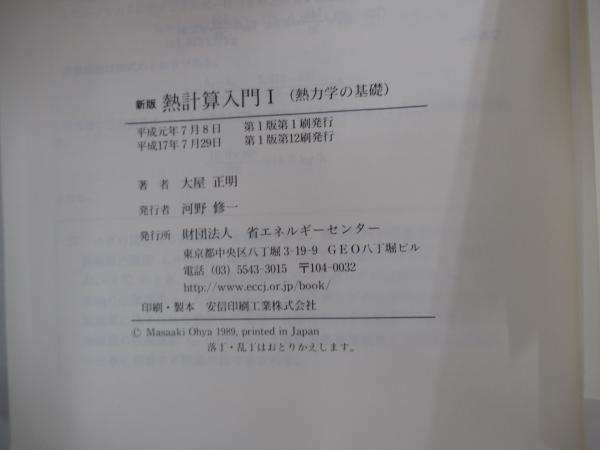 新版 熱計算入門Ⅰ（熱力学の基礎）
平成元年7月8日 第1版第1刷発行
平成17年7月29日 第1版第12刷発行
著者 大屋 正明
発行者 河野 修一
発行所 財団法人 省エネルギーセンター
東京都中央区八丁堀3-19-9 GEO八丁堀ビル
電話 (03) 5543-3015 〒104-0032
http://www.eccj.or.jp/book/
印刷・製本 安信印刷工業株式会社
© Masaaki Ohya 1989, printed in Japan
落丁・乱丁はおとりかえします。